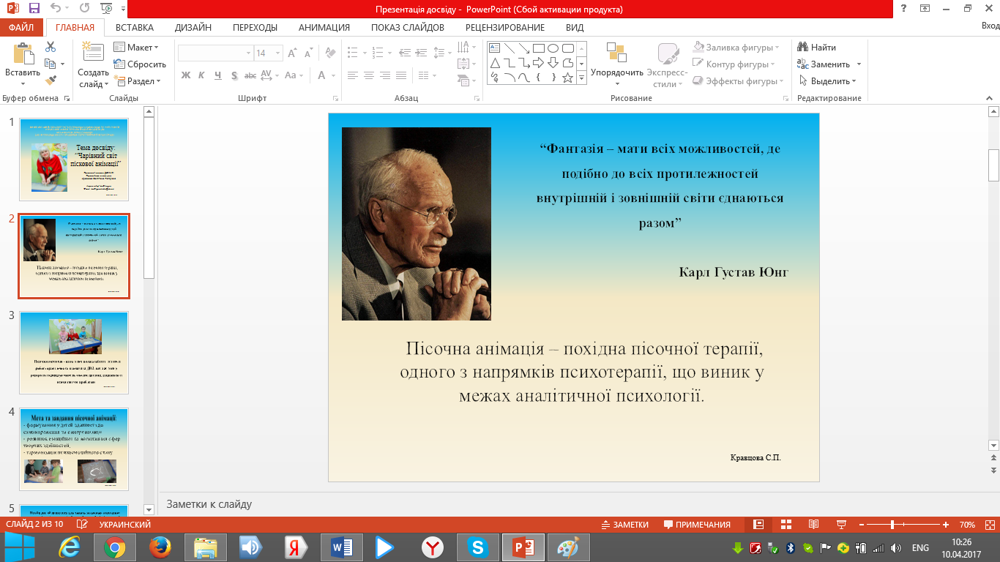 Презентація досвіду - PowerPoint (Сбой активации продукта)
ФАЙЛ ГЛАВНАЯ ВСТАВКА ДИЗАЙН ПЕРЕХОДЫ АНИМАЦИЯ ПОКАЗ СЛАЙДОВ РЕЦЕНЗИРОВАНИЕ ВИД Вход
Вставить
Создать слайд
Макет
Сбросить
Раздел
14
Ж К Ч S abc AV Aa А
Упорядочить
Экспресс-стили
Заливка фигуры
Контур фигуры
Эффекты фигуры
Найти
Заменить
Выделить
Буфер обмена Слайды Шрифт Абзац Рисование Редактирование
1
Тема досвіду:
“Чарівний світ
піскової анімації”
2
3
4
Мета та завдання пісочної анімації:
5
“Фантазія – мати всіх можливостей, де
подібно до всіх протилежностей
внутрішній і зовнішній світи єднаються
разом”
Карл Густав Юнг
Пісочна анімація – похідна пісочної терапії,
одного з напрямків психотерапії, що виник у
межах аналітичної психології.
Кравцова С.П.
Заметки к слайду
СЛАЙД 2 ИЗ 10 УКРАИНСКИЙ ЗАМЕТКИ ПРИМЕЧАНИЯ 70%
ENG
10:26
10.04.2017